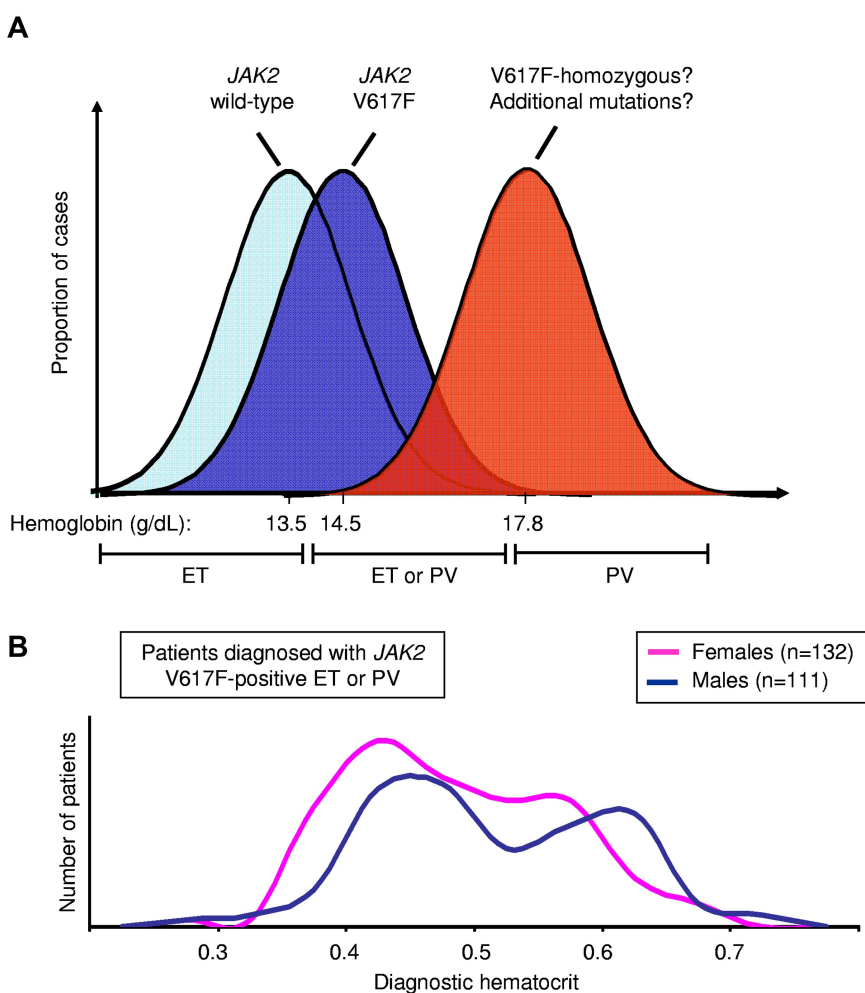 A
JAK2
wild-type
JAK2
V617F
V617F-homozygous?
Additional mutations?
Proportion of cases
Hemoglobin (g/dL):
13.5
14.5
17.8
ET
ET or PV
PV
B
Patients diagnosed with JAK2
V617F-positive ET or PV
Females (n=132)
Males (n=111)
Number of patients
0.3
0.4
0.5
0.6
0.7
Diagnostic hematocrit